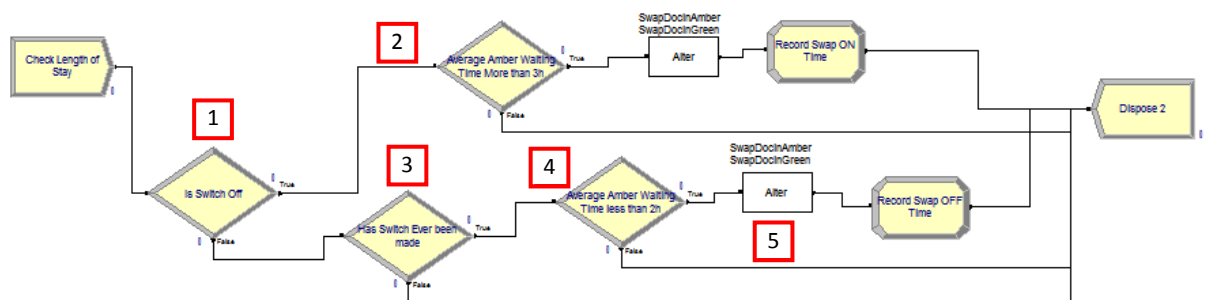 Check Length of
Stay
1
Is Switch Off
True
False
2
Average Amber Waiting
Time More than 3h
True
False
SwapDocInAmber
SwapDocInGreen
Alter
Record Swap ON
Time
Dispose 2
3
Has Switch Ever been
made
True
False
4
Average Amber Waiting
Time less than 2h
True
False
SwapDocInAmber
SwapDocInGreen
Alter
5
Record Swap OFF
Time